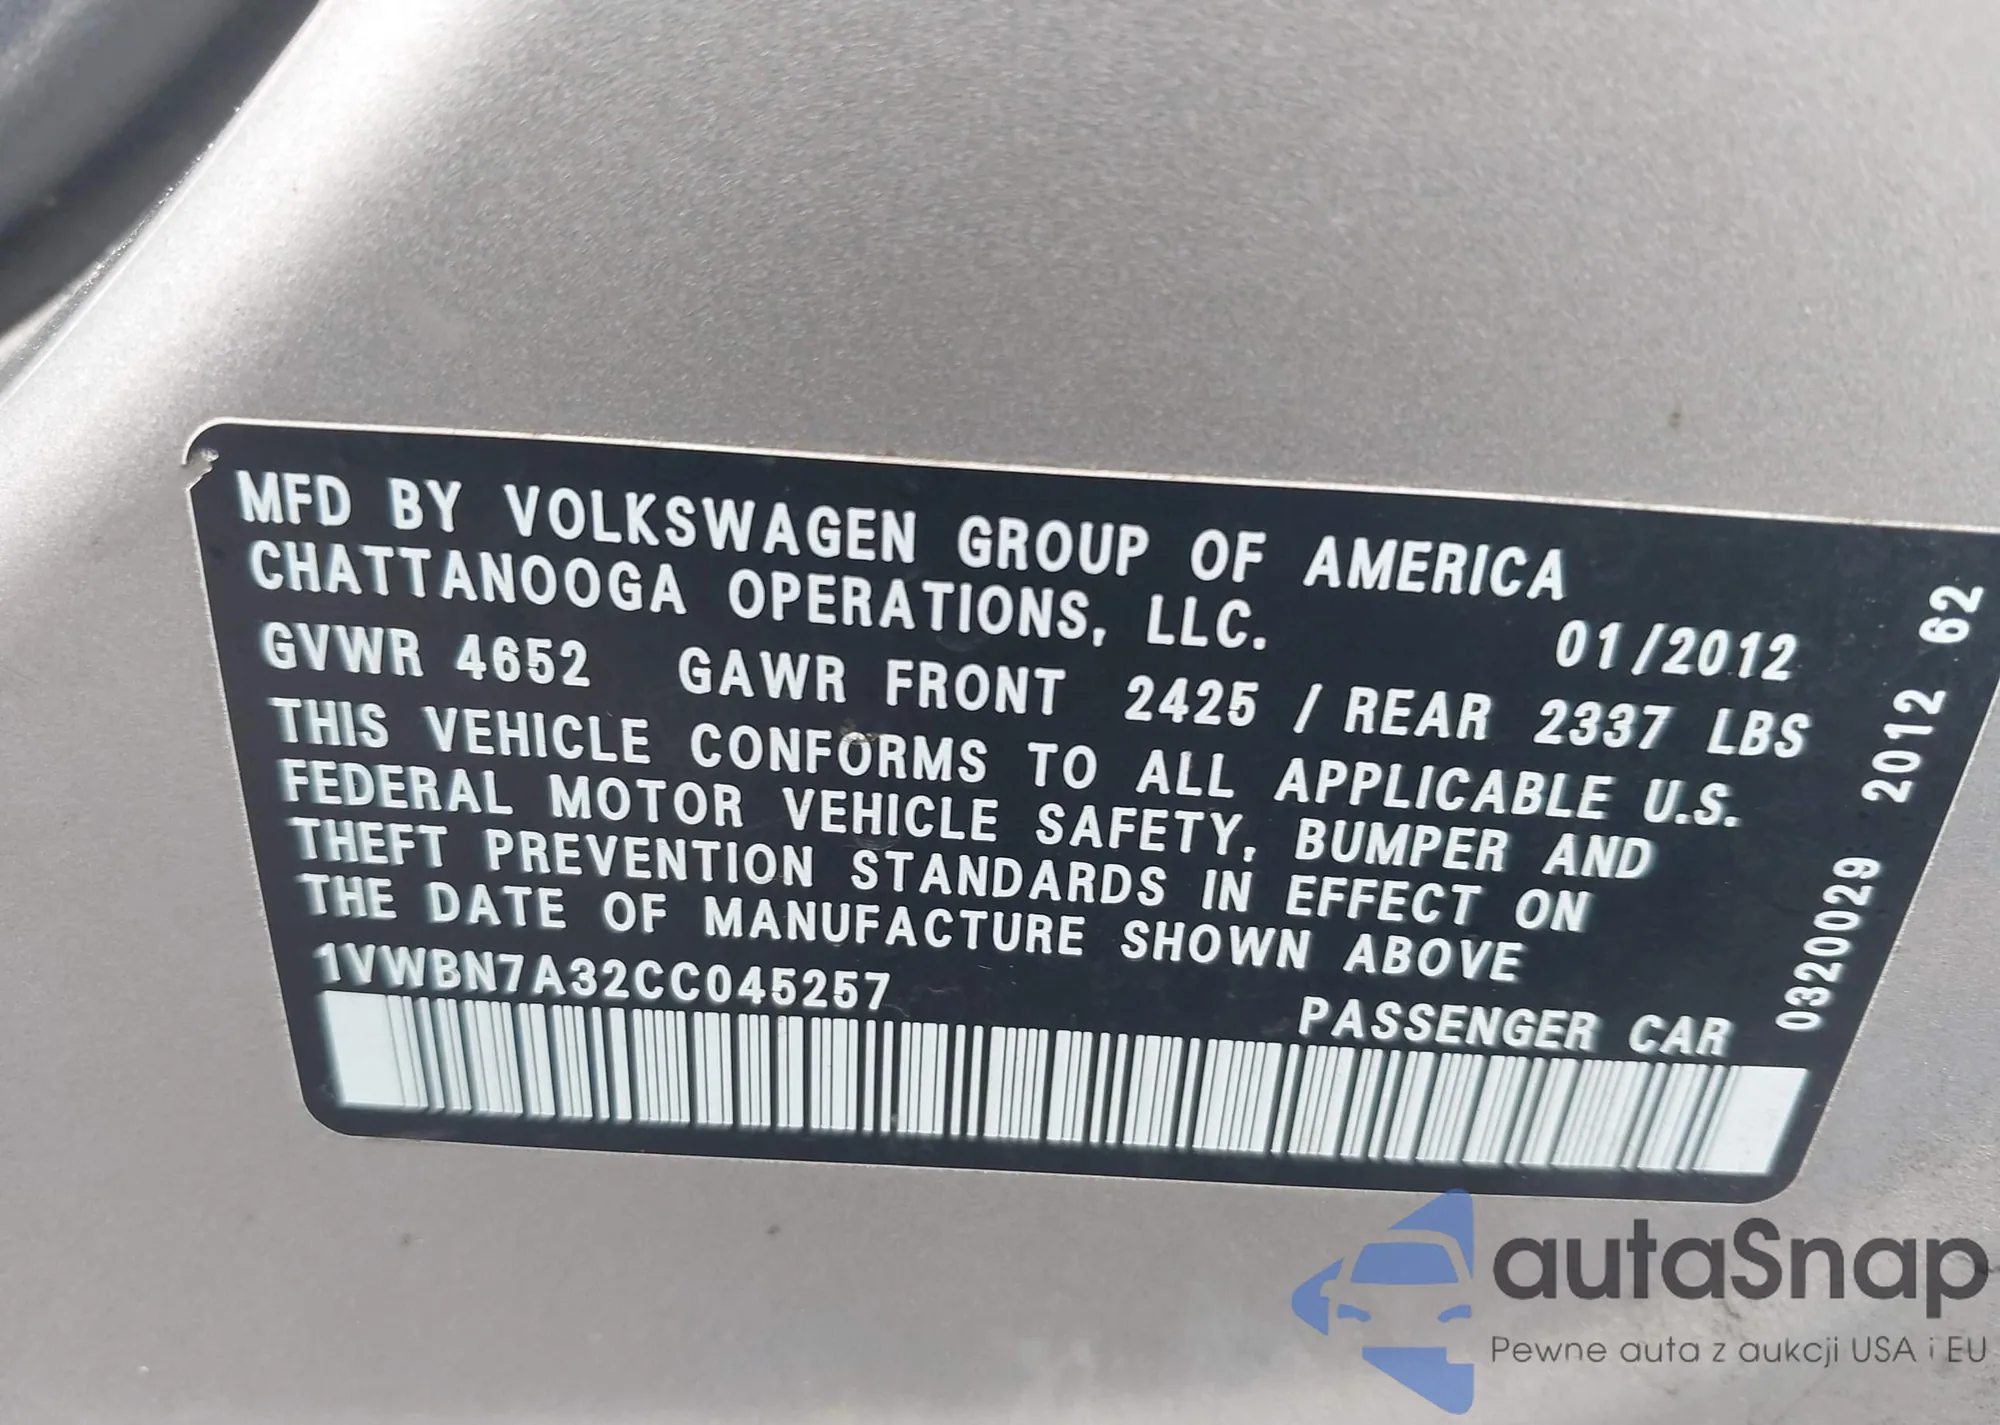 MFD BY VOLKSWAGEN GROUP OF AMERICA
CHATTANOOGA OPERATIONS, LLC.
01/2012
GVWR 4652 GAWR FRONT 2425 / REAR 2337 LBS
THIS VEHICLE CONFORMS TO ALL APPLICABLE U.S.
FEDERAL MOTOR VEHICLE SAFETY, BUMPER AND
THEFT PREVENTION STANDARDS IN EFFECT ON
THE DATE OF MANUFACTURE SHOWN ABOVE
1VWBN7A32CC045257
PASSENGER CAR
0320029 2012 62
autaSnap
Pewne auta z aukcji USA i EU